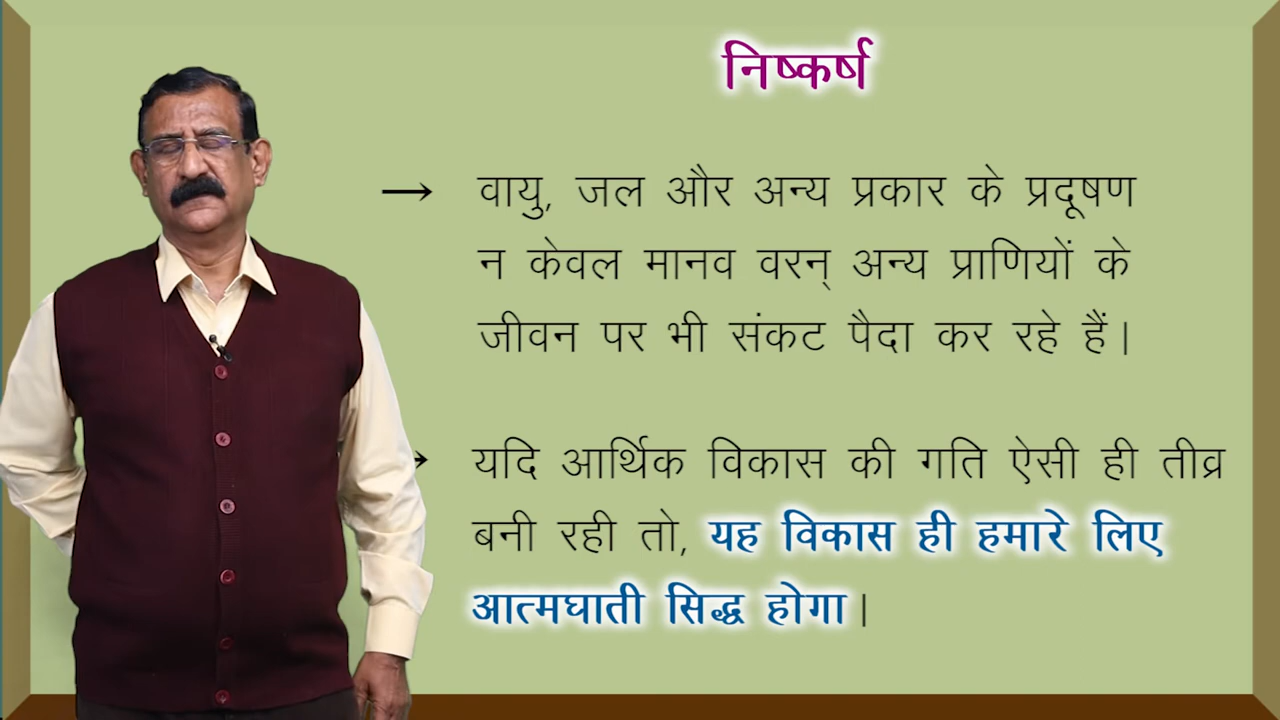 निष्कर्ष
→ वायु, जल और अन्य प्रकार के प्रदूषण
न केवल मानव वरन् अन्य प्राणियों के
जीवन पर भी संकट पैदा कर रहे हैं।
→ यदि आर्थिक विकास की गति ऐसी ही तीव्र
बनी रही तो, यह विकास ही हमारे लिए
आत्मघाती सिद्ध होगा।